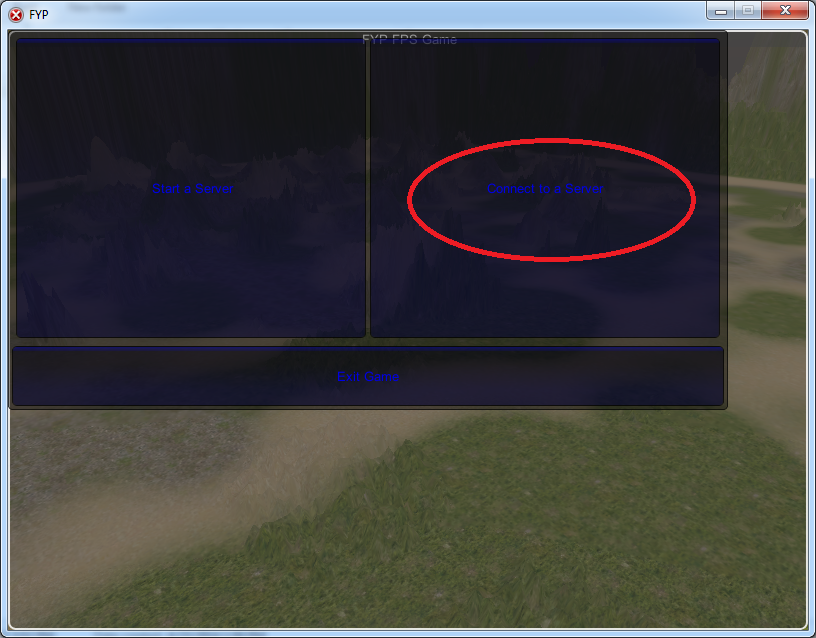 FYP
FYP FPS Game
Start a Server
Connect to a Server
Exit Game